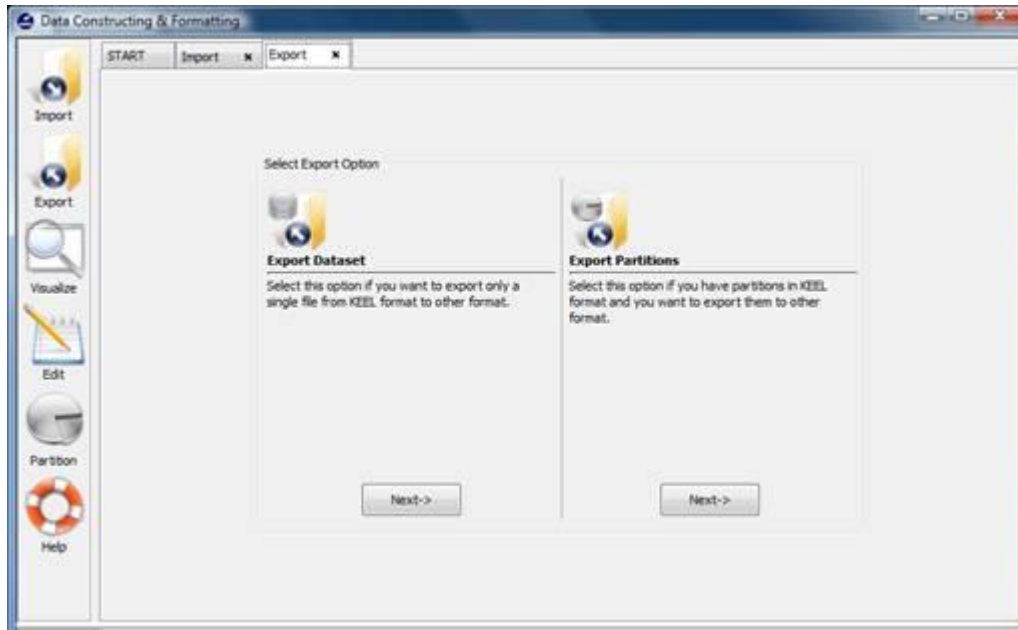 Data Constructing & Formatting
START
Import
Export
Import
Export
Visualize
Edit
Partition
Help
Select Export Option
Export Dataset
Select this option if you want to export only a
single file from KEEL format to other format.
Next->
Export Partitions
Select this option if you have partitions in KEEL
format and you want to export them to other
format.
Next->